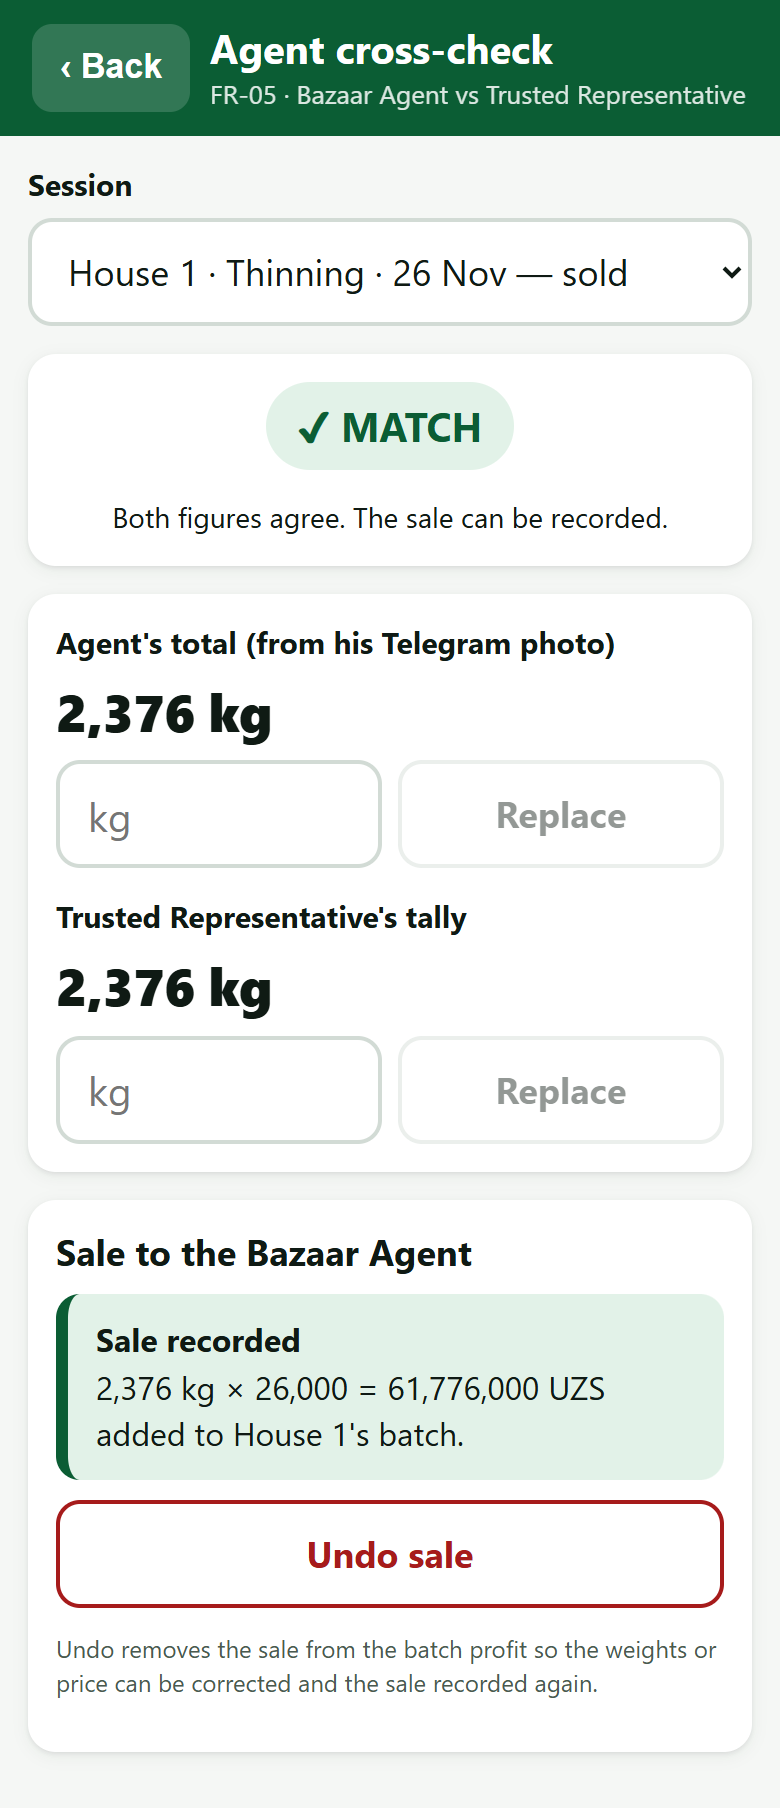 ‹ Back
Agent cross-check
FR-05 · Bazaar Agent vs Trusted Representative
Session
House 1 · Thinning · 26 Nov — sold
✓ MATCH
Both figures agree. The sale can be recorded.
Agent's total (from his Telegram photo)
2,376 kg
kg
Replace
Trusted Representative's tally
2,376 kg
kg
Replace
Sale to the Bazaar Agent
Sale recorded
2,376 kg × 26,000 = 61,776,000 UZS
added to House 1's batch.
Undo sale
Undo removes the sale from the batch profit so the weights or
price can be corrected and the sale recorded again.